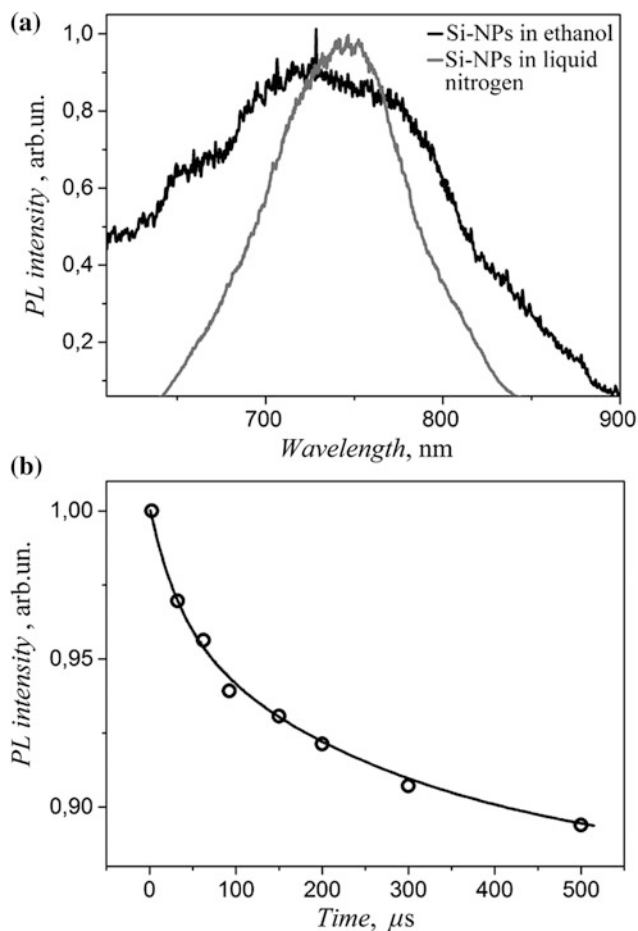 (a)
1,0
0,8
0,6
0,4
0,2
PL intensity , arb.un.
Si-NPs in ethanol
Si-NPs in liquid
nitrogen
700 800 900
Wavelength, nm
(b)
1,00
0,95
0,90
PL intensity , arb.un.
0 100 200 300 400 500
Time, μs